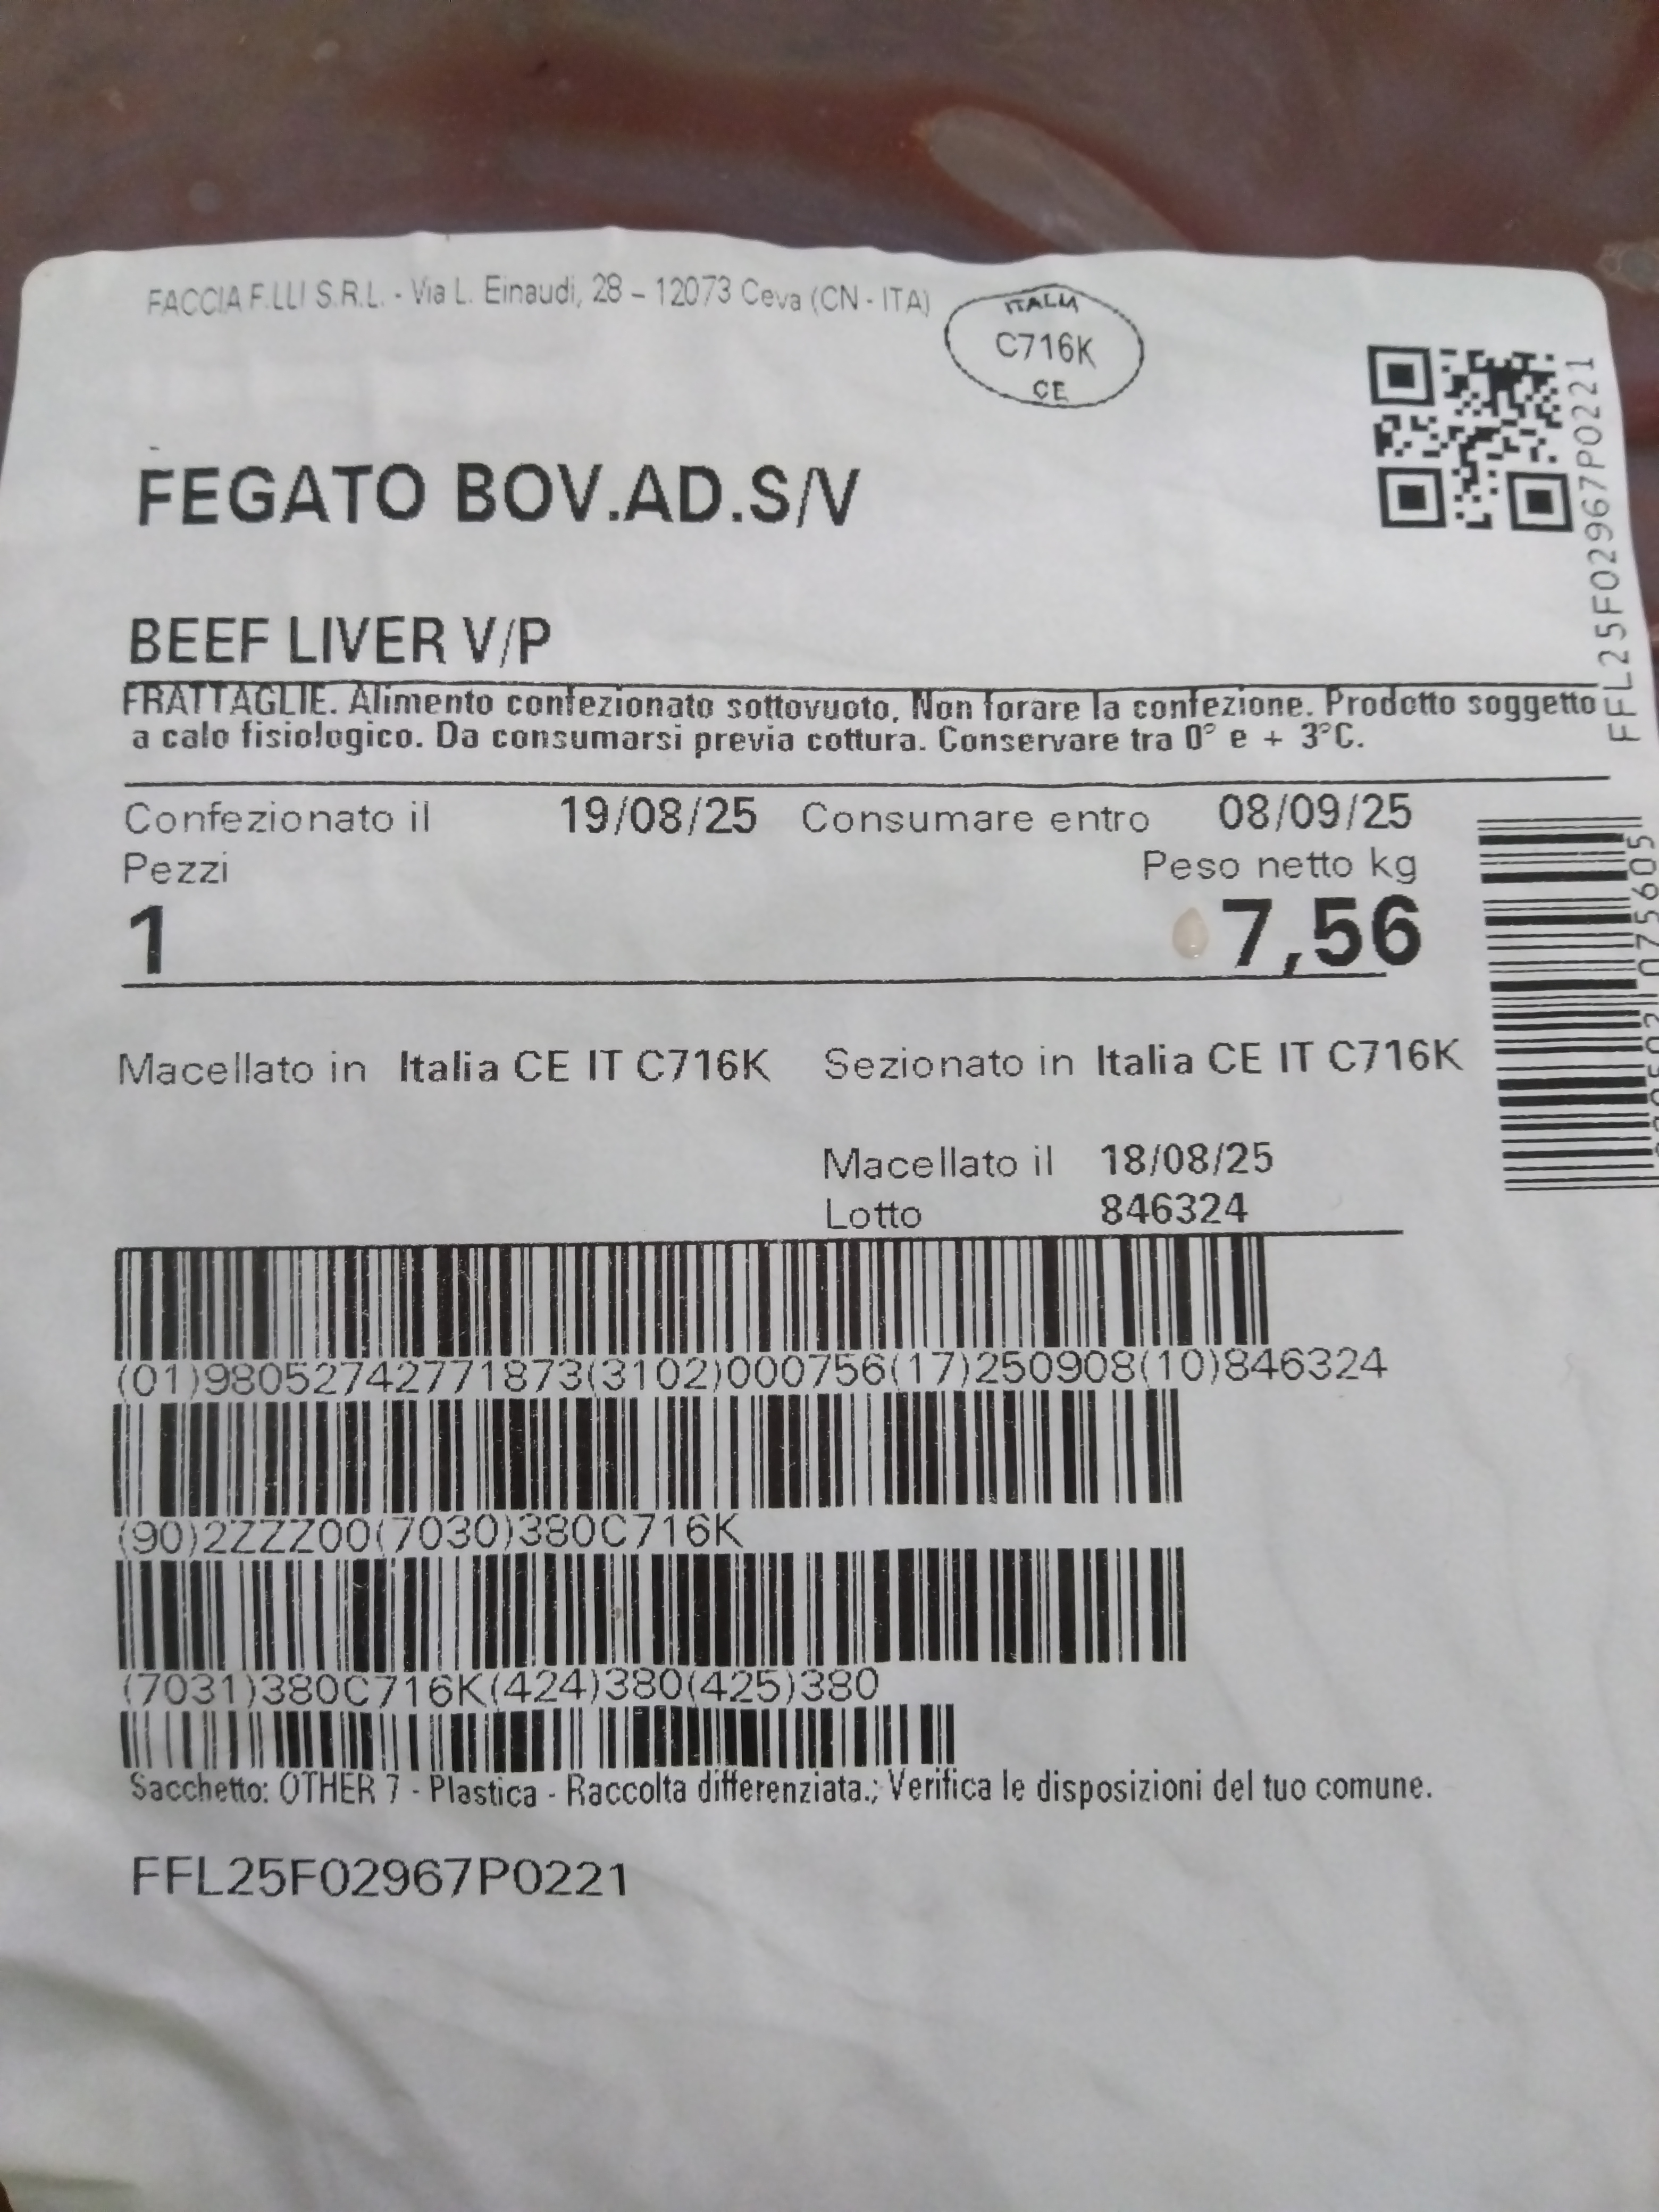 FACCIA F.LLI S.R.L. - Via L. Einaudi, 28 – 12073 Ceva (CN - ITA)
ITALIA
C716K
CE
FEGATO BOV.AD.S/V
BEEF LIVER V/P
FRATTAGLIE. Alimento confezionato sottovuoto. Non forare la confezione. Prodotto soggetto
a calo fisiologico. Da consumarsi previa cottura. Conservare tra 0° e + 3°C.
FFL25F02967P0221
Confezionato il 19/08/25 Consumare entro 08/09/25
Pezzi Peso netto kg
1 7,56
Macellato in Italia CE IT C716K Sezionato in Italia CE IT C716K
Macellato il 18/08/25
Lotto 846324
(01)98052742771873(3102)000756(17)250908(10)846324
(90)2ZZZ00(7030)380C716K
(7031)380C716K(424)380(425)380
Sacchetto: OTHER 7 - Plastica - Raccolta differenziata.; Verifica le disposizioni del tuo comune.
FFL25F02967P0221